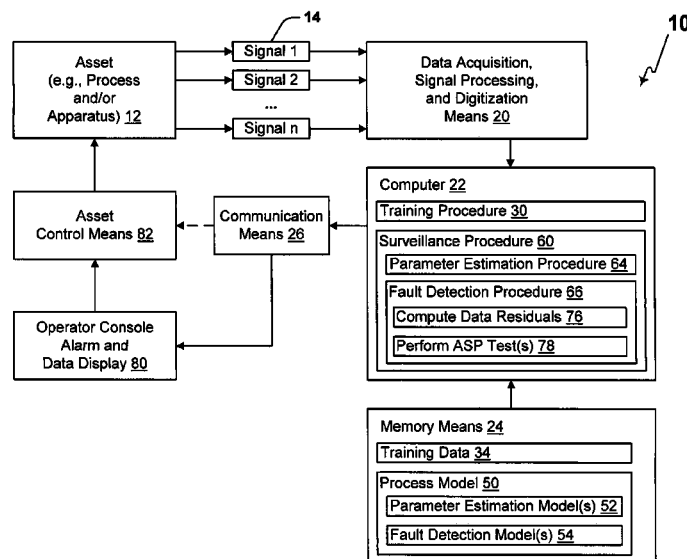 14
10
Asset
(e.g., Process
and/or
Apparatus) 12
Signal 1
Signal 2
...
Signal n
Data Acquisition,
Signal Processing,
and Digitization
Means 20
Computer 22
Training Procedure 30
Surveillance Procedure 60
Parameter Estimation Procedure 64
Fault Detection Procedure 66
Compute Data Residuals 76
Perform ASP Test(s) 78
Asset
Control Means 82
Communication
Means 26
Operator Console
Alarm and
Data Display 80
Memory Means 24
Training Data 34
Process Model 50
Parameter Estimation Model(s) 52
Fault Detection Model(s) 54